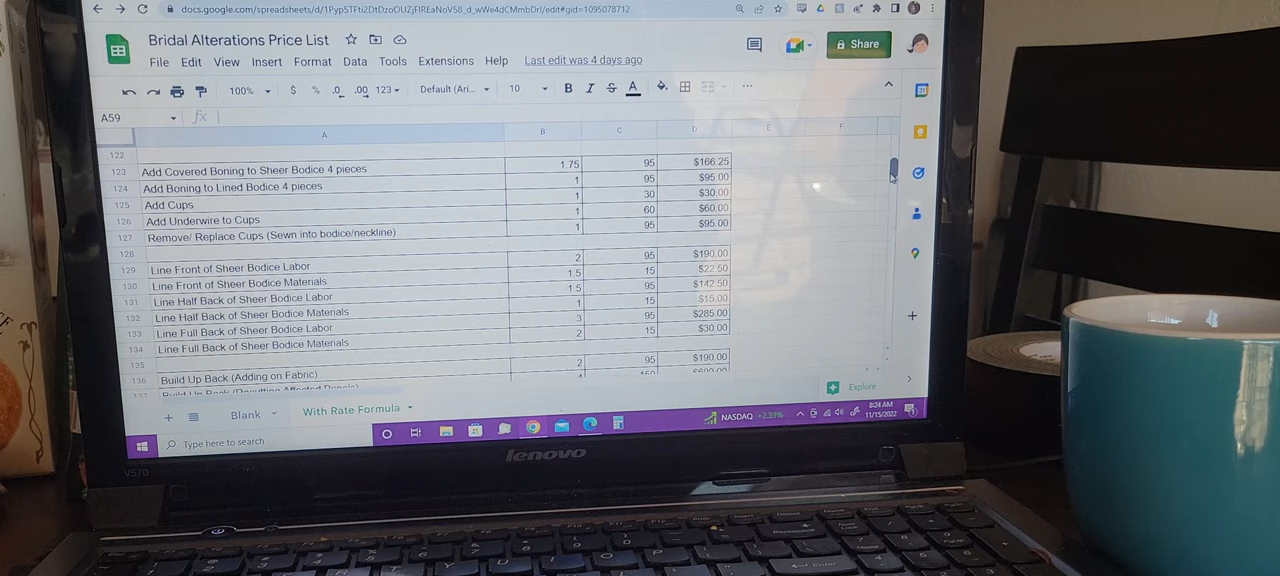 docs.google.com/spreadsheets/d/1Pyp5TFti2DtDzoOUZjFIREaNoV58_d_wWe4dCMmbDrI/edit#gid=1095078712
Bridal Alterations Price List
Share
File Edit View Insert Format Data Tools Extensions Help Last edit was 4 days ago
100% $ % .0 .00 123 Default (Ari... 10 B I S A
A59 fx
A B C D E F
122
123 Add Covered Boning to Sheer Bodice 4 pieces 1.75 95 $166.25
124 Add Boning to Lined Bodice 4 pieces 1 95 $95.00
125 Add Cups 1 30 $30.00
126 Add Underwire to Cups 1 60 $60.00
127 Remove/ Replace Cups (Sewn into bodice/neckline) 1 95 $95.00
128
129 Line Front of Sheer Bodice Labor 2 95 $190.00
130 Line Front of Sheer Bodice Materials 1.5 15 $22.50
131 Line Half Back of Sheer Bodice Labor 1.5 95 $142.50
132 Line Half Back of Sheer Bodice Materials 1 15 $15.00
133 Line Full Back of Sheer Bodice Labor 3 95 $285.00
134 Line Full Back of Sheer Bodice Materials 2 15 $30.00
135
136 Build Up Back (Adding on Fabric) 2 95 $190.00
137 Build Up Back
Explore
Blank With Rate Formula
Type here to search
NASDAQ +2.39%
8:24 AM
11/15/2022
lenovo
V570